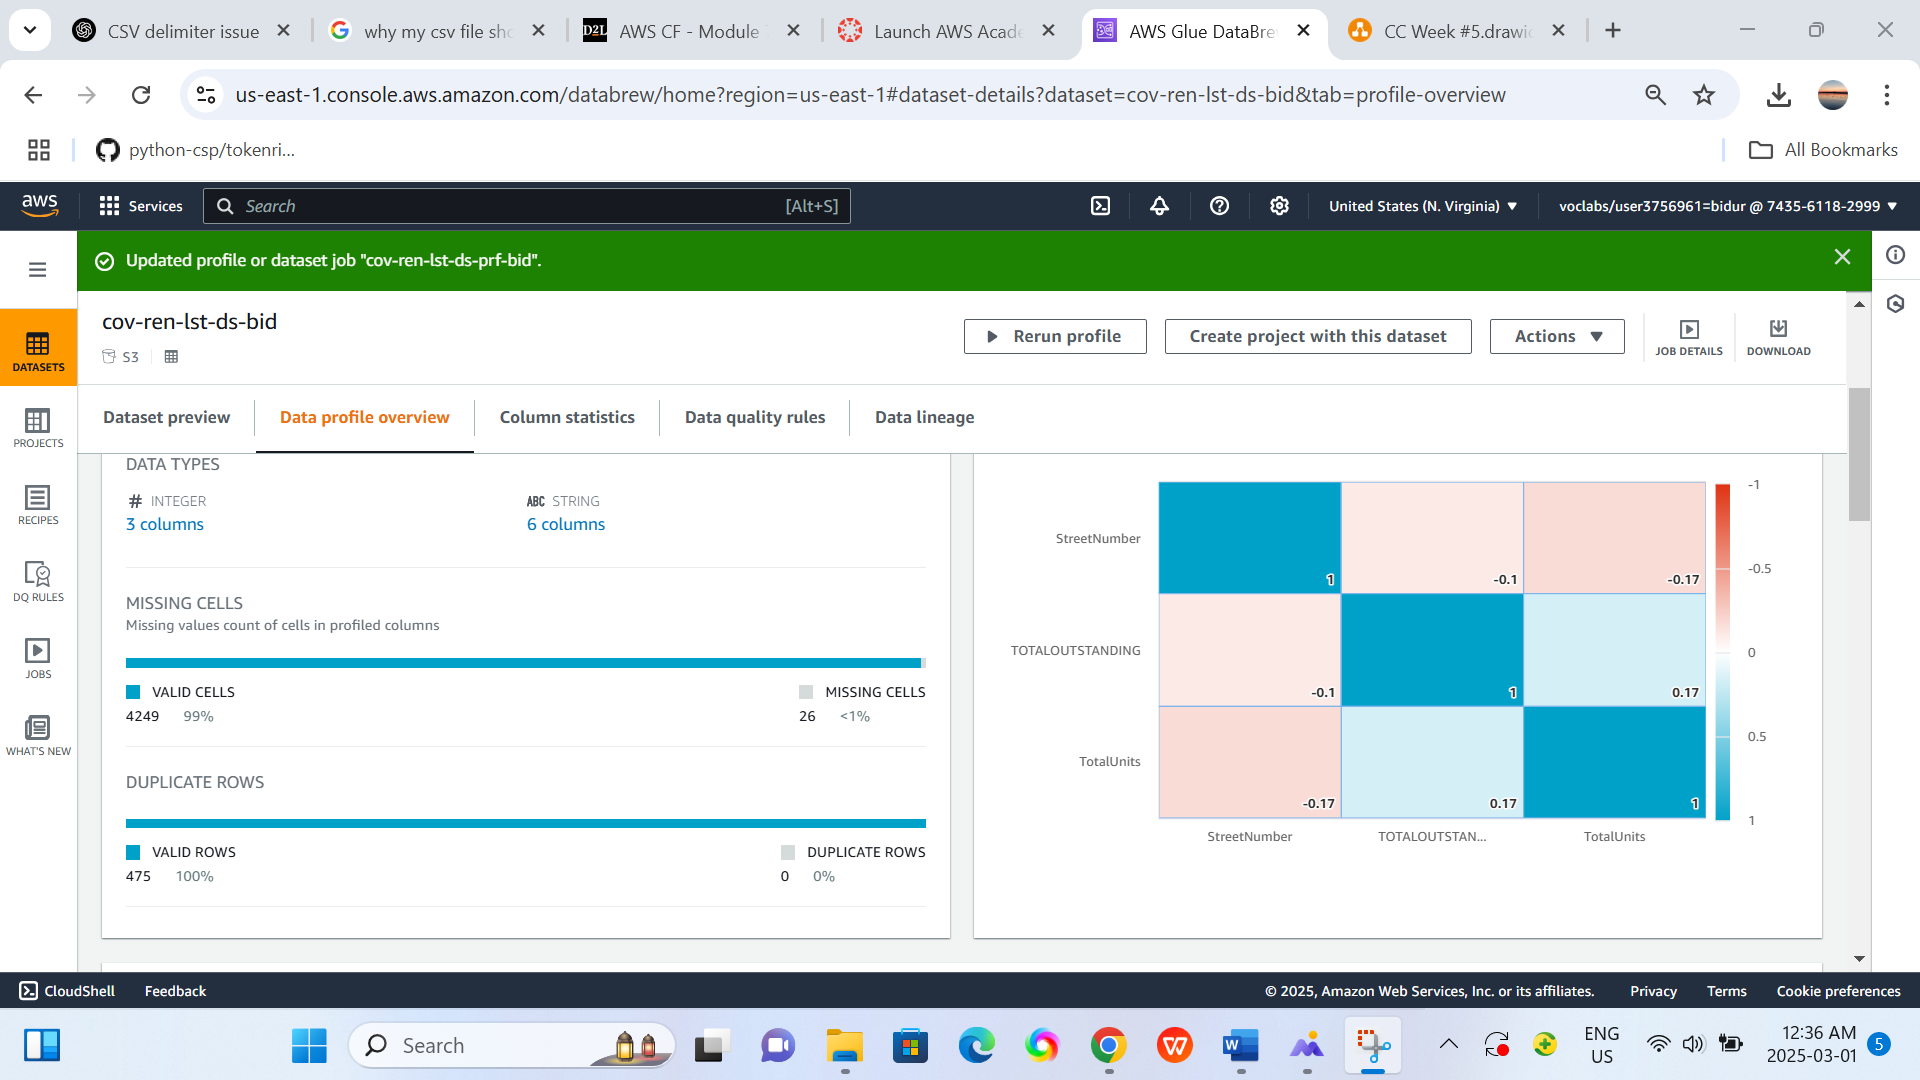 CSV delimiter issue
why my csv file sho
D2L AWS CF - Module
Launch AWS Acade
AWS Glue DataBre
CC Week #5.drawi
us-east-1.console.aws.amazon.com/databrew/home?region=us-east-1#dataset-details?dataset=cov-ren-lst-ds-bid&tab=profile-overview
python-csp/tokenri...
All Bookmarks
aws
Services
Search
[Alt+S]
United States (N. Virginia)
voclabs/user3756961=bidur @ 7435-6118-2999
Updated profile or dataset job "cov-ren-lst-ds-prf-bid".
cov-ren-lst-ds-bid
S3
Rerun profile
Create project with this dataset
Actions
JOB DETAILS
DOWNLOAD
DATASETS
PROJECTS
RECIPES
DQ RULES
JOBS
WHAT'S NEW
Dataset preview
Data profile overview
Column statistics
Data quality rules
Data lineage
DATA TYPES
# INTEGER
3 columns
ABC STRING
6 columns
MISSING CELLS
Missing values count of cells in profiled columns
VALID CELLS
4249 99%
MISSING CELLS
26 <1%
DUPLICATE ROWS
VALID ROWS
475 100%
DUPLICATE ROWS
0 0%
StreetNumber
1
-0.1
-0.17
TOTALOUTSTANDING
-0.1
1
0.17
TotalUnits
-0.17
0.17
1
StreetNumber
TOTALOUTSTAN...
TotalUnits
-1
-0.5
0
0.5
1
CloudShell
Feedback
© 2025, Amazon Web Services, Inc. or its affiliates.
Privacy
Terms
Cookie preferences
Search
W
W
ENG
US
12:36 AM
2025-03-01
5